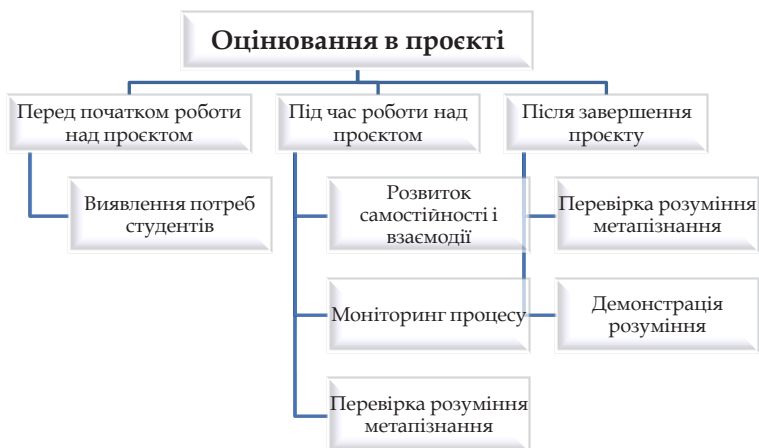 Оцінювання в проєкті
Перед початком роботи
над проєктом
Виявлення потреб
студентів
Під час роботи над
проєктом
Розвиток
самостійності і
взаємодії
Моніторинг процесу
Перевірка розуміння
метапізнання
Після завершення
проєкту
Перевірка розуміння
метапізнання
Демонстрація
розуміння